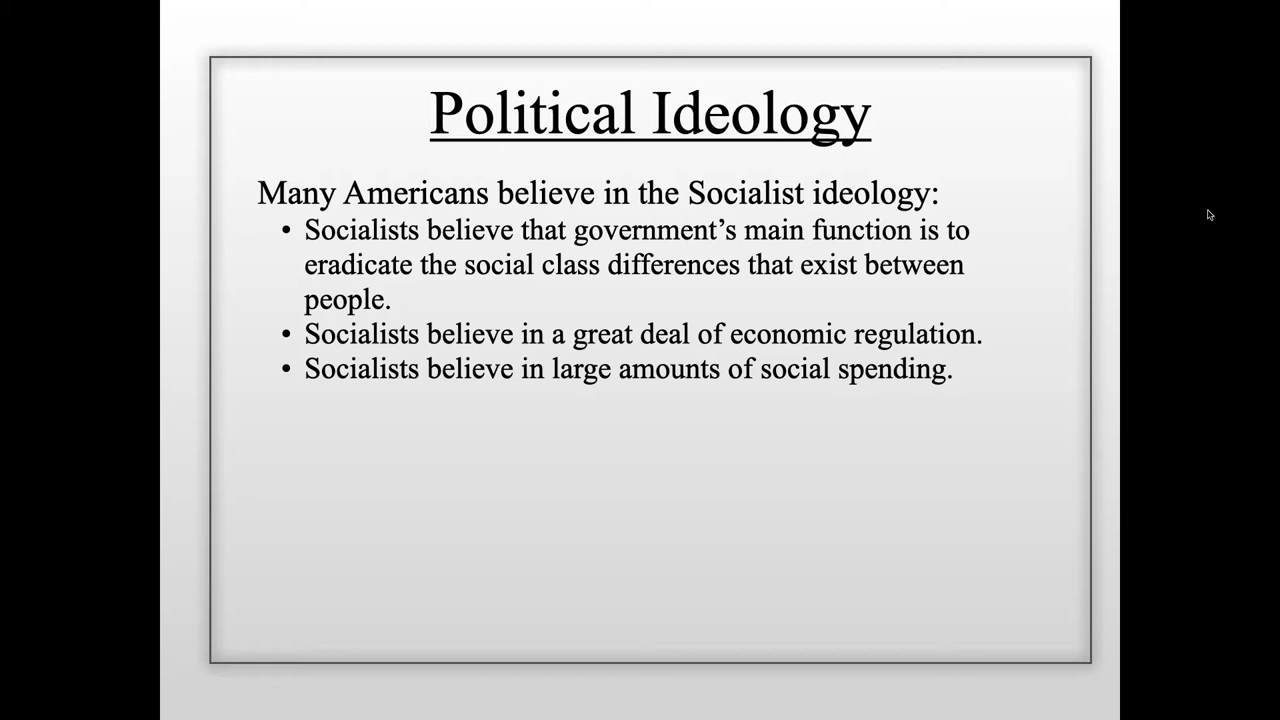 Political Ideology
Many Americans believe in the Socialist ideology:
• Socialists believe that government’s main function is to
eradicate the social class differences that exist between
people.
• Socialists believe in a great deal of economic regulation.
• Socialists believe in large amounts of social spending.